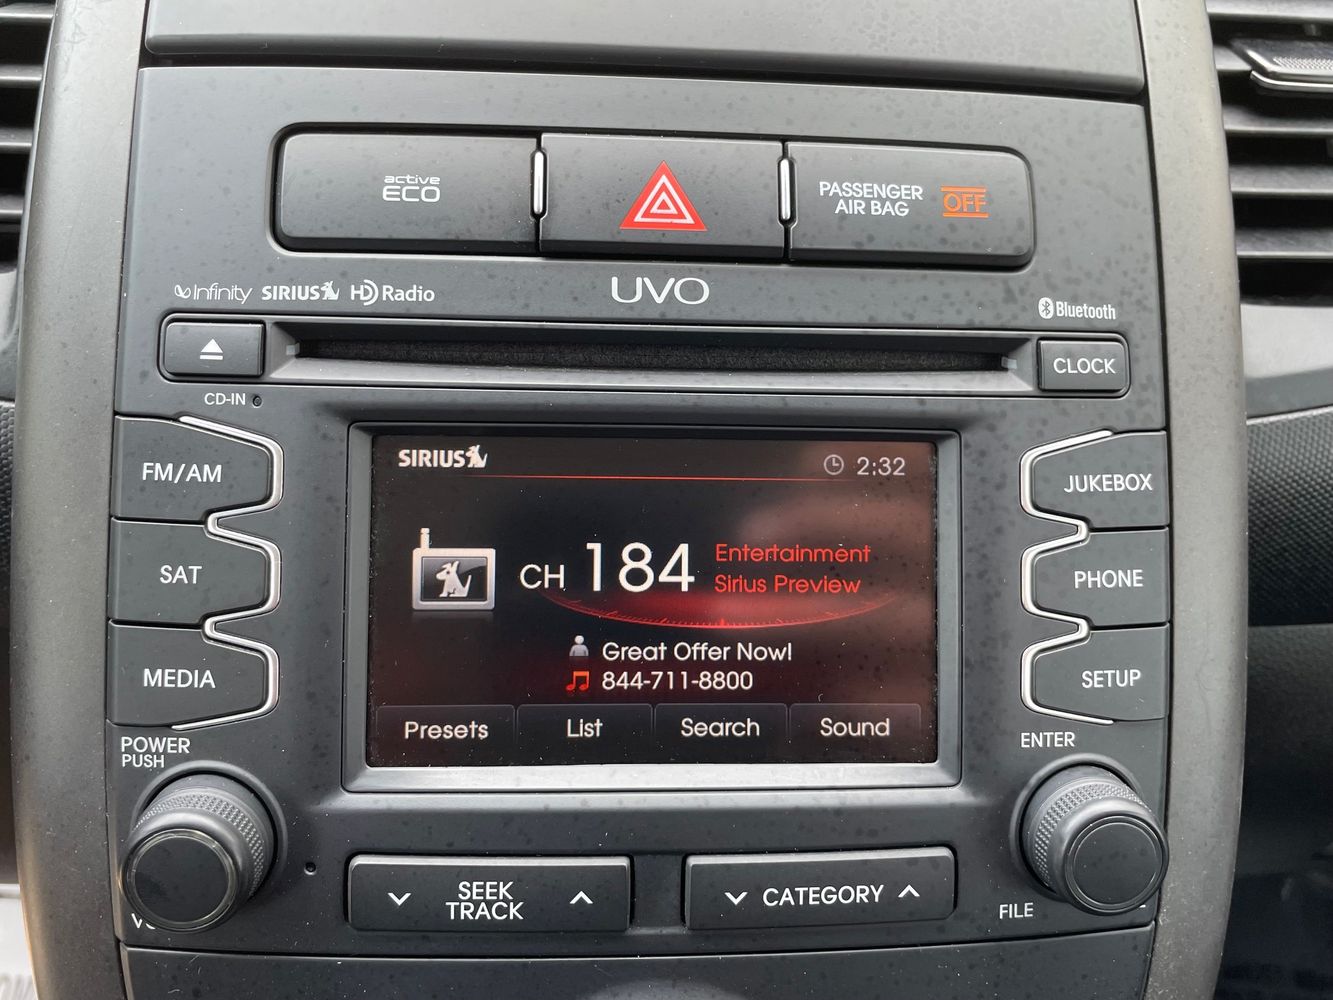 active
ECO
PASSENGER
AIR BAG
OFF
Infinity SIRIUS HD Radio
UVO
Bluetooth
CLOCK
CD-IN
FM/AM
SAT
MEDIA
POWER
PUSH
SIRIUS
2:32
CH 184
Entertainment
Sirius Preview
Great Offer Now!
844-711-8800
Presets List Search Sound
JUKEBOX
PHONE
SETUP
ENTER
SEEK
TRACK
CATEGORY
FILE